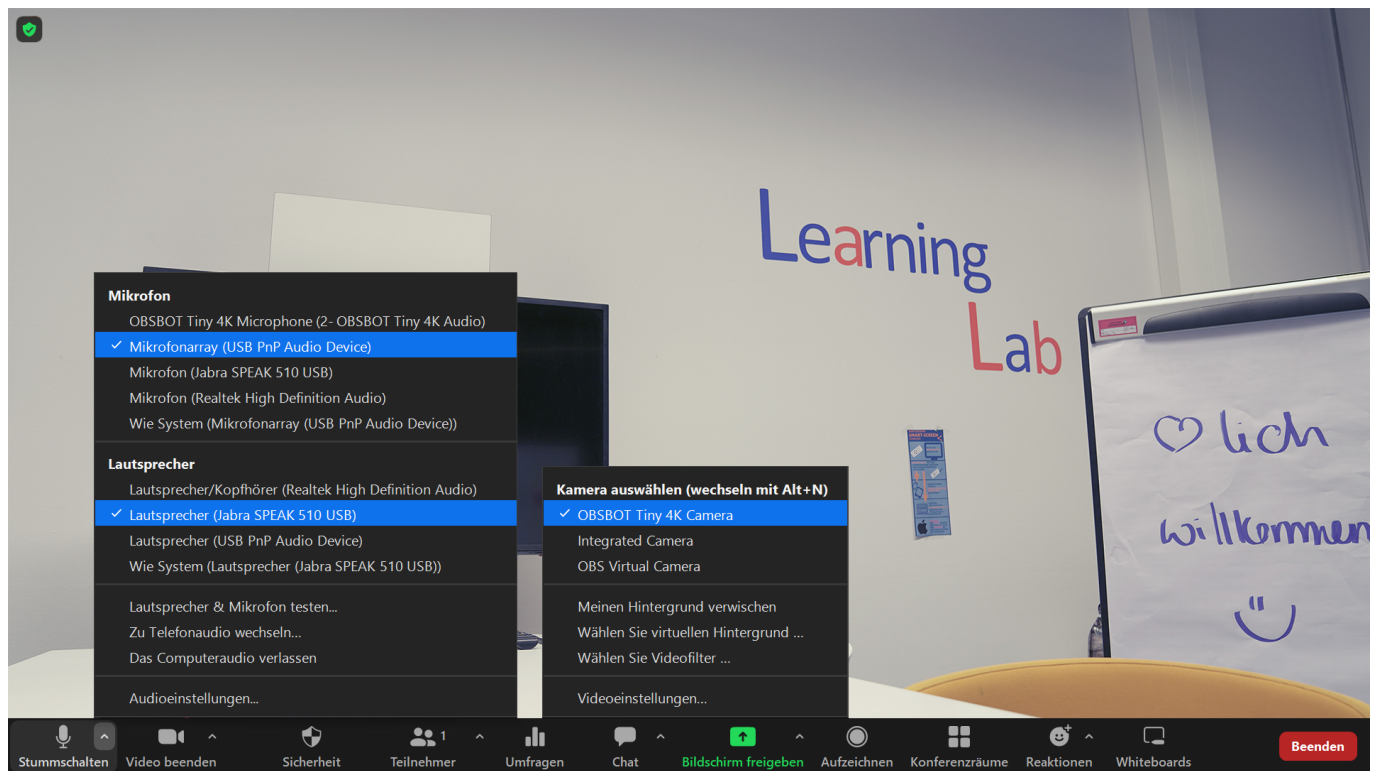 Learning
Lab
♡lich
willkommen
Mikrofon
OBSBOT Tiny 4K Microphone (2- OBSBOT Tiny 4K Audio)
Mikrofonarray (USB PnP Audio Device)
Mikrofon (Jabra SPEAK 510 USB)
Mikrofon (Realtek High Definition Audio)
Wie System (Mikrofonarray (USB PnP Audio Device))
Lautsprecher
Lautsprecher/Kopfhörer (Realtek High Definition Audio)
Lautsprecher (Jabra SPEAK 510 USB)
Lautsprecher (USB PnP Audio Device)
Wie System (Lautsprecher (Jabra SPEAK 510 USB))
Lautsprecher & Mikrofon testen...
Zu Telefonaudio wechseln...
Das Computeraudio verlassen
Audioeinstellungen...
Kamera auswählen (wechseln mit Alt+N)
OBSBOT Tiny 4K Camera
Integrated Camera
OBS Virtual Camera
Meinen Hintergrund verwischen
Wählen Sie virtuellen Hintergrund ...
Wählen Sie Videofilter ...
Videoeinstellungen...
1
Stummschalten
Video beenden
Sicherheit
Teilnehmer
Umfragen
Chat
Bildschirm freigeben
Aufzeichnen
Konferenzräume
Reaktionen
Whiteboards
Beenden